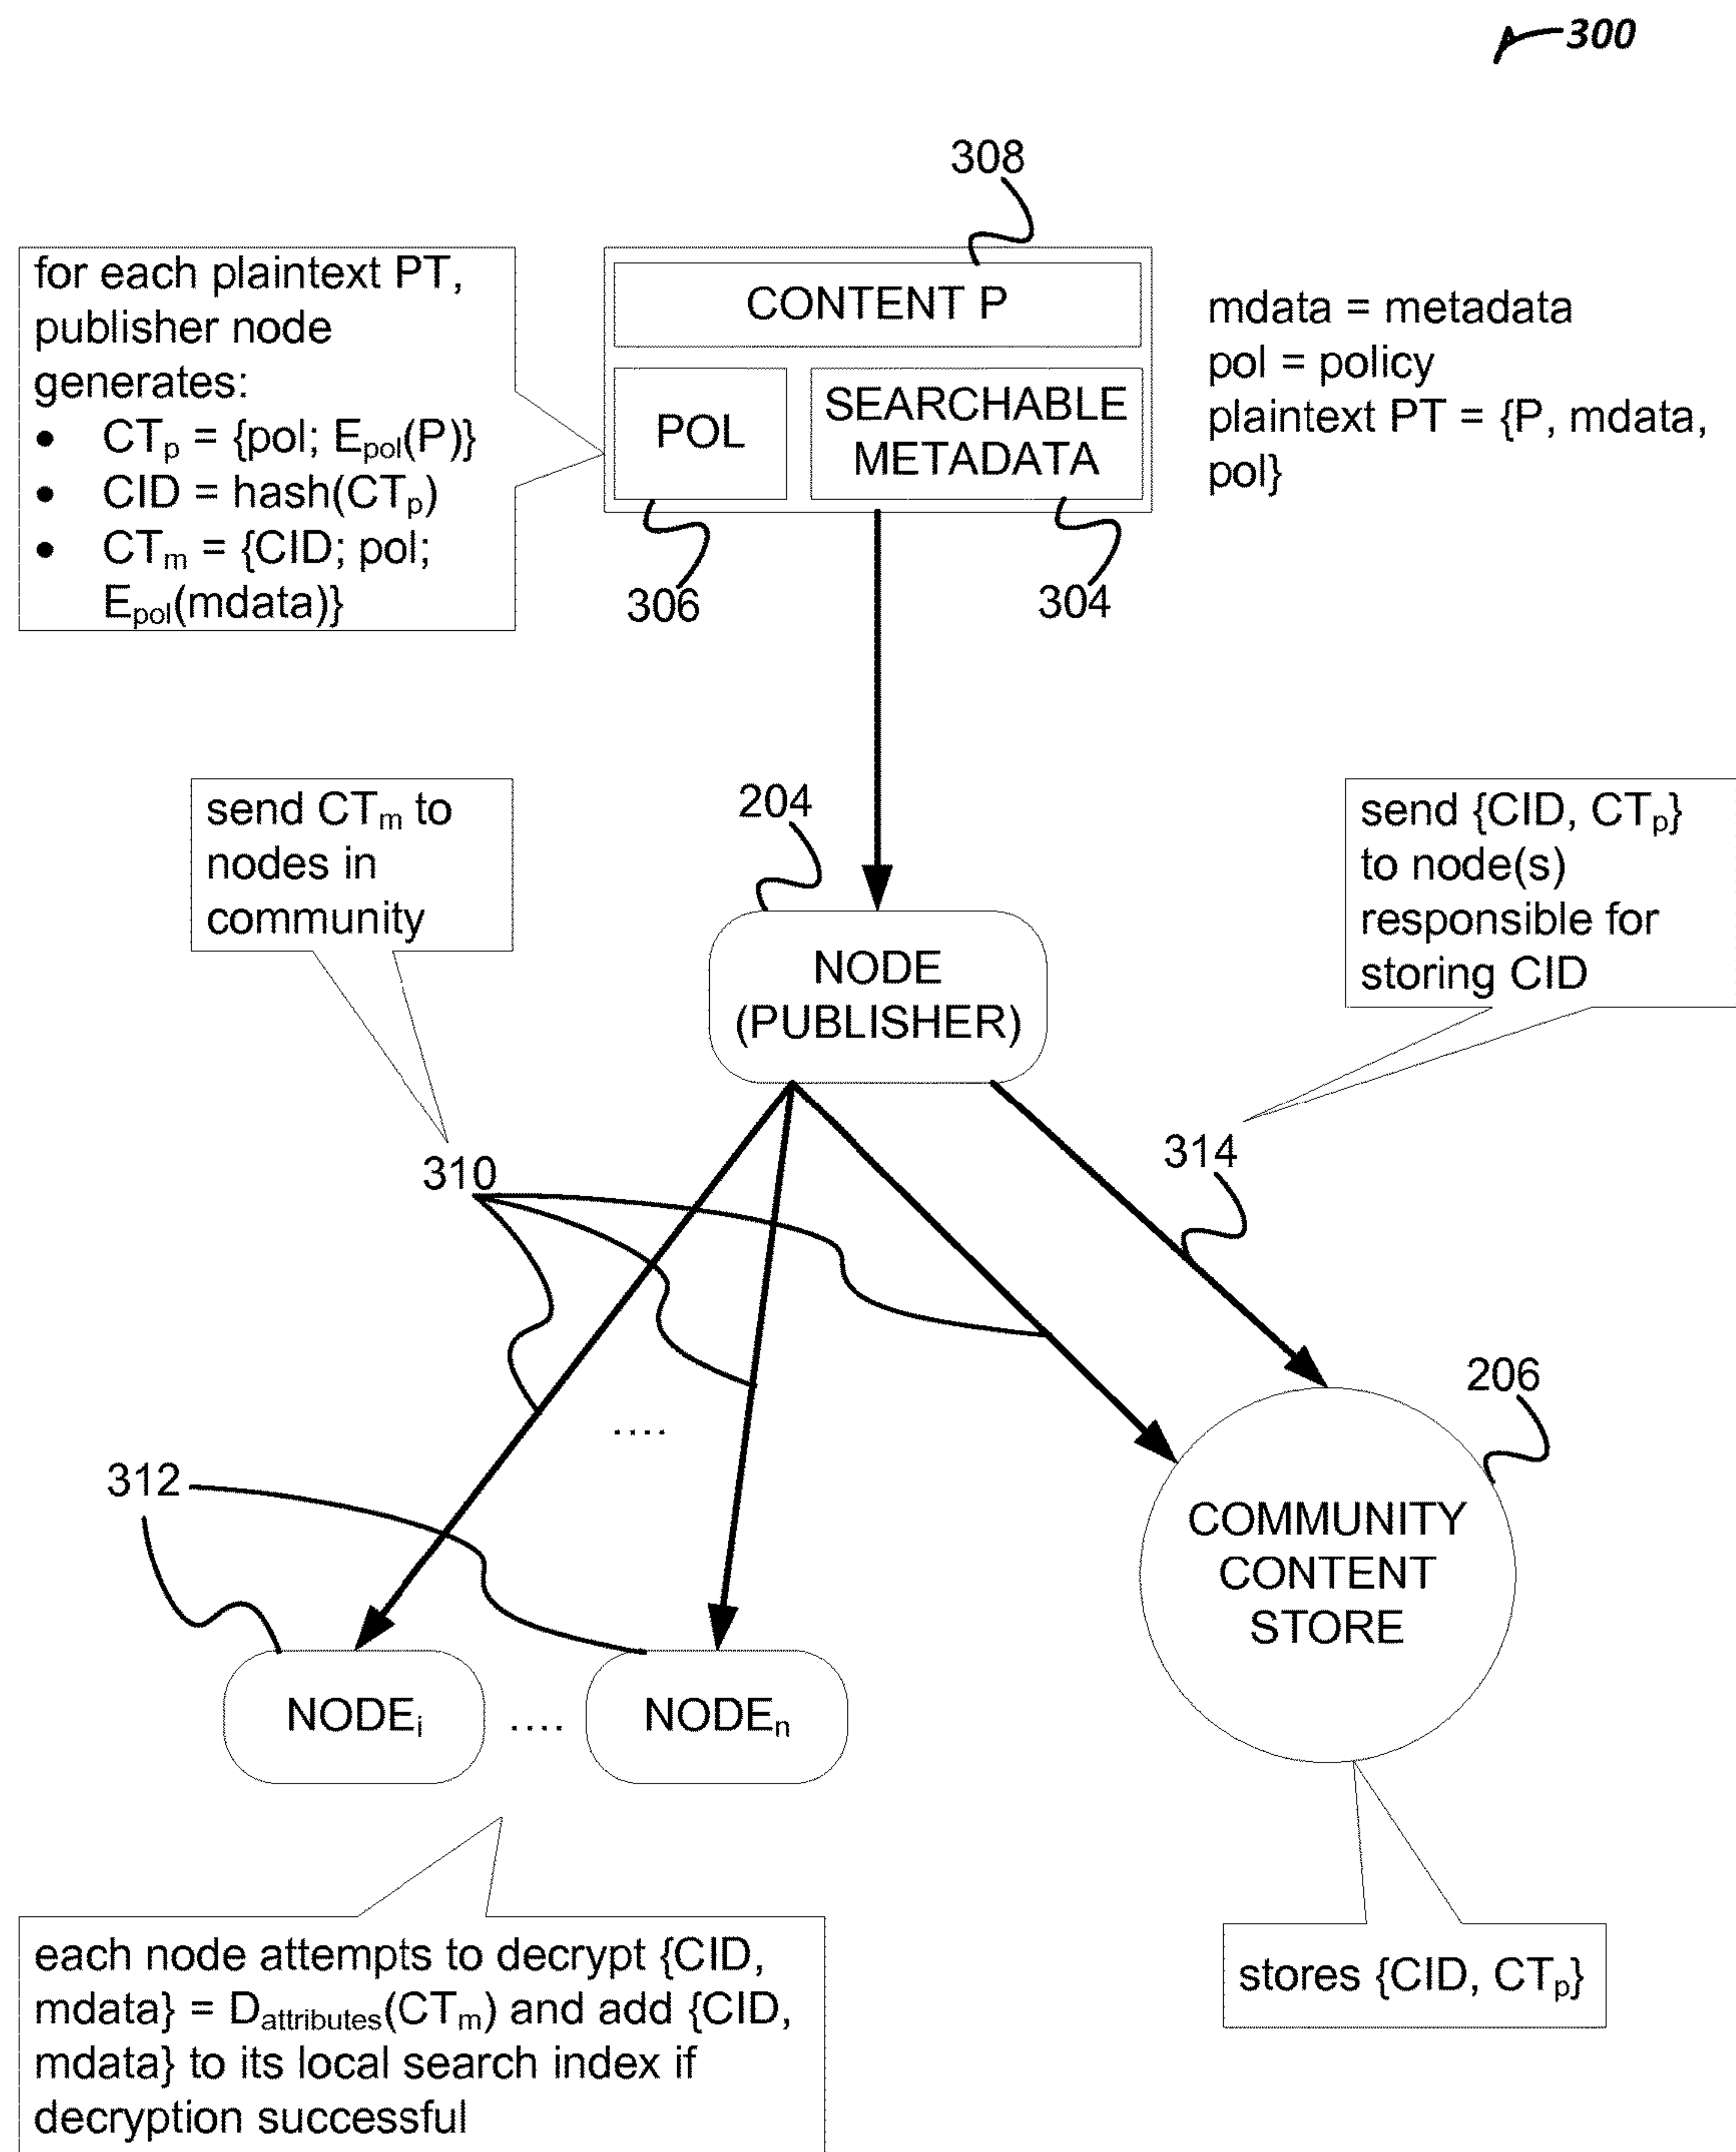 300
308
for each plaintext PT,
publisher node
generates:
• CTp = {pol; Epol(P)}
• CID = hash(CTp)
• CTm = {CID; pol;
Epol(mdata)}
CONTENT P
POL
SEARCHABLE
METADATA
mdata = metadata
pol = policy
plaintext PT = {P, mdata,
pol}
306
304
send CTm to
nodes in
community
204
send {CID, CTp}
to node(s)
responsible for
storing CID
NODE
(PUBLISHER)
310
314
....
206
312
COMMUNITY
CONTENT
STORE
NODEi
....
NODEn
each node attempts to decrypt {CID,
mdata} = Dattributes(CTm) and add {CID,
mdata} to its local search index if
decryption successful
stores {CID, CTp}